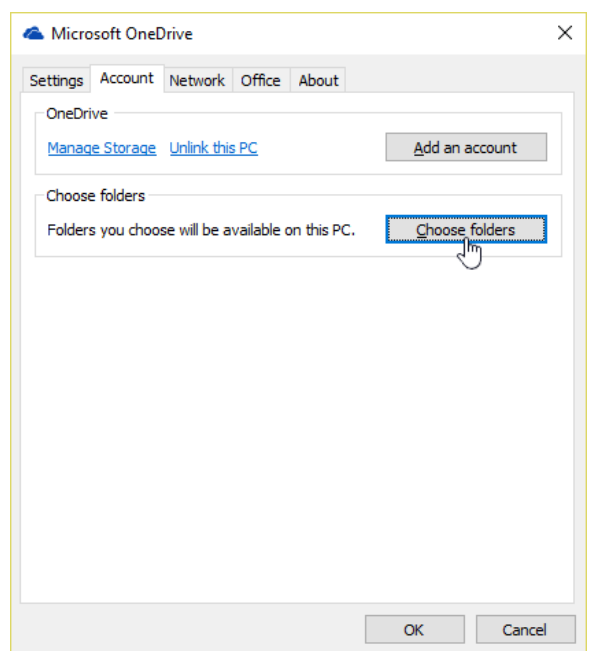 Microsoft OneDrive
Settings Account Network Office About
OneDrive
Manage Storage Unlink this PC Add an account
Choose folders
Folders you choose will be available on this PC. Choose folders
OK Cancel